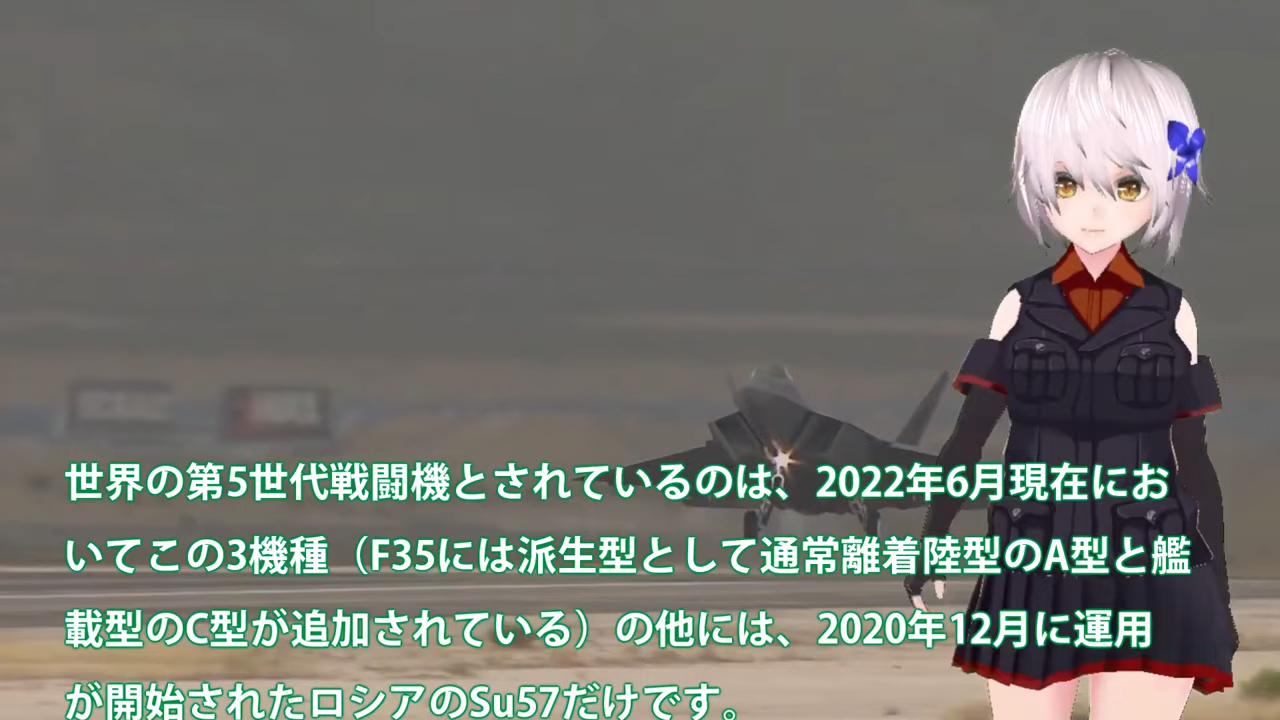 世界の第5世代戦闘機とされているのは、2022年6月現在にお
いてこの3機種（F35には派生型として通常離着陸型のA型と艦
載型のC型が追加されている）の他には、2020年12月に運用
が開始されたロシアのSu57だけです。